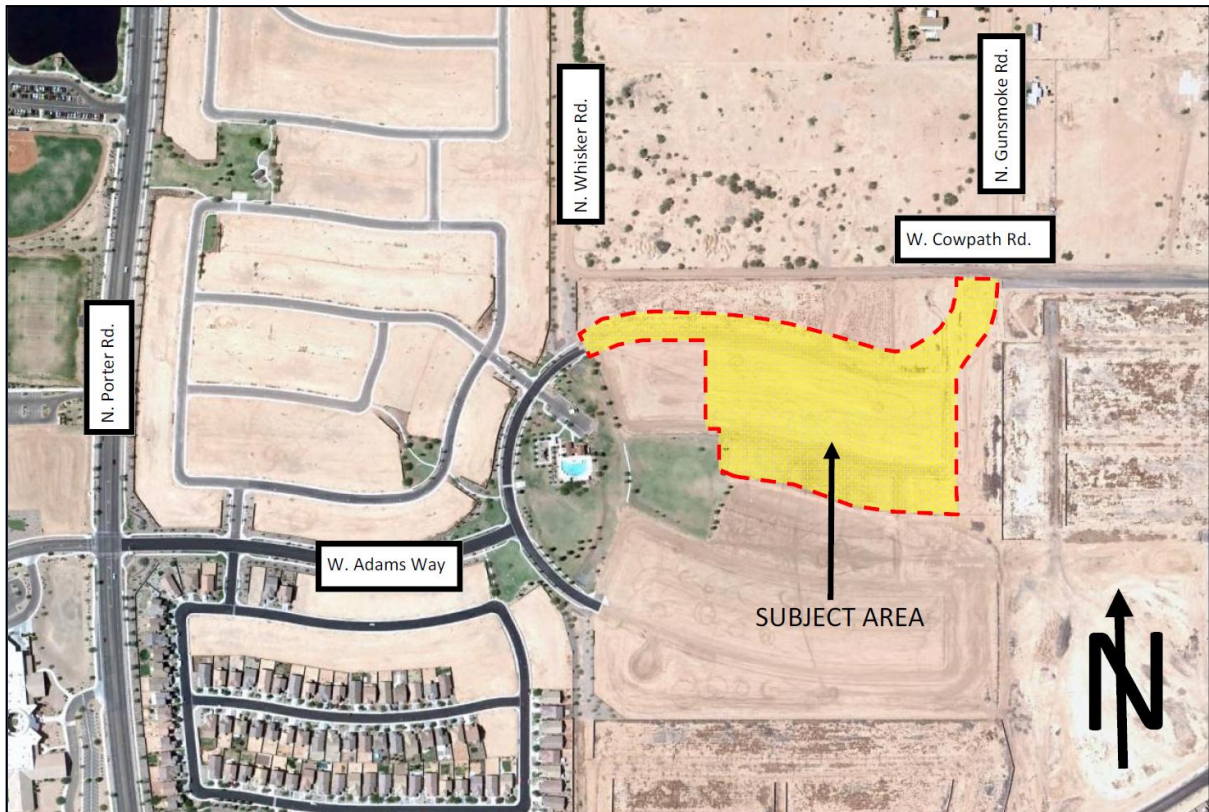 N. Whisker Rd.
N. Gunsmoke Rd.
W. Cowpath Rd.
N. Porter Rd.
W. Adams Way
SUBJECT AREA
N